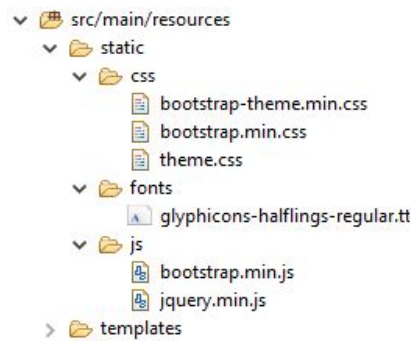 src/main/resources
static
css
bootstrap-theme.min.css
bootstrap.min.css
theme.css
fonts
glyphicons-halflings-regular.tt
js
bootstrap.min.js
jquery.min.js
templates